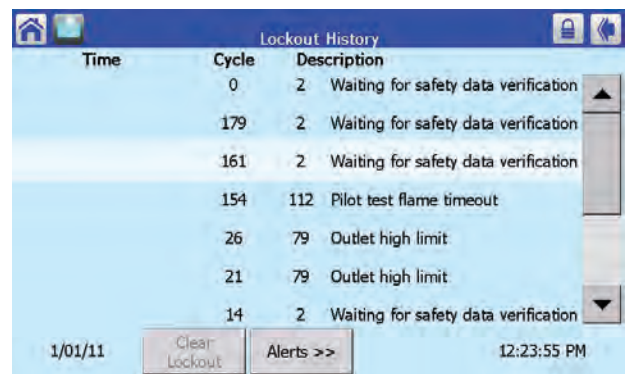 Lockout History
Time Cycle Description
0 2 Waiting for safety data verification
179 2 Waiting for safety data verification
161 2 Waiting for safety data verification
154 112 Pilot test flame timeout
26 79 Outlet high limit
21 79 Outlet high limit
14 2 Waiting for safety data verification
1/01/11 Clear Lockout Alerts >> 12:23:55 PM